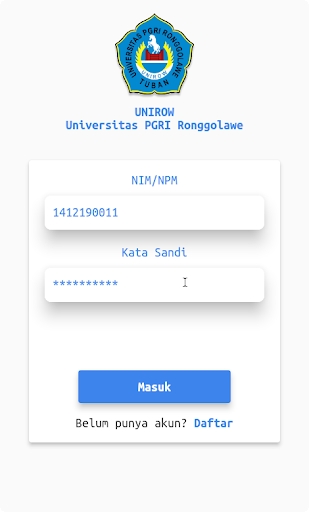 UNIVERSITAS PGRI RONGGOLAWE
UNIROW
TUBAN
UNIROW
Universitas PGRI Ronggolawe
NIM/NPM
1412190011
Kata Sandi
**********
Masuk
Belum punya akun? Daftar